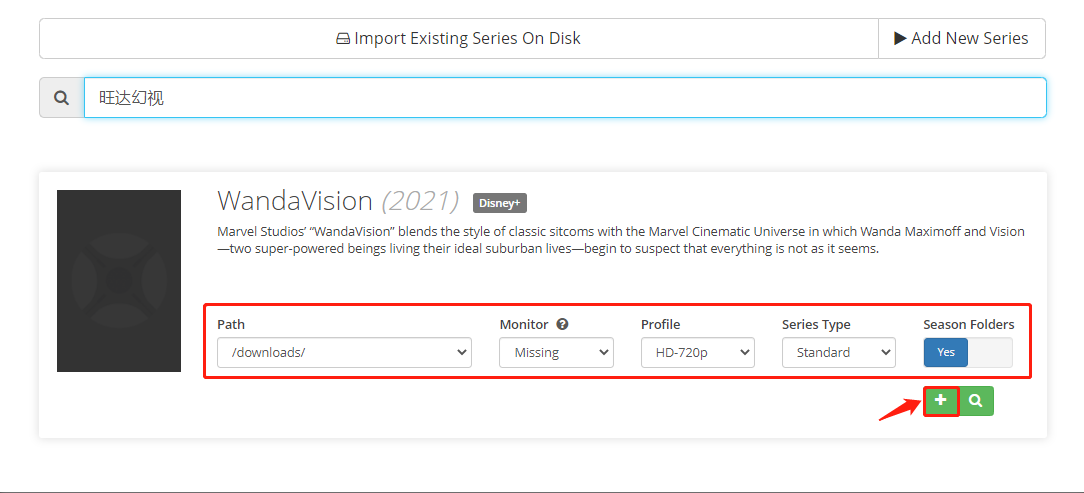 Import Existing Series On Disk
Add New Series
旺达幻视
WandaVision (2021) Disney+
Marvel Studios’ “WandaVision” blends the style of classic sitcoms with the Marvel Cinematic Universe in which Wanda Maximoff and Vision
—two super-powered beings living their ideal suburban lives—begin to suspect that everything is not as it seems.
Path Monitor Profile Series Type Season Folders
/downloads/ Missing HD-720p Standard Yes